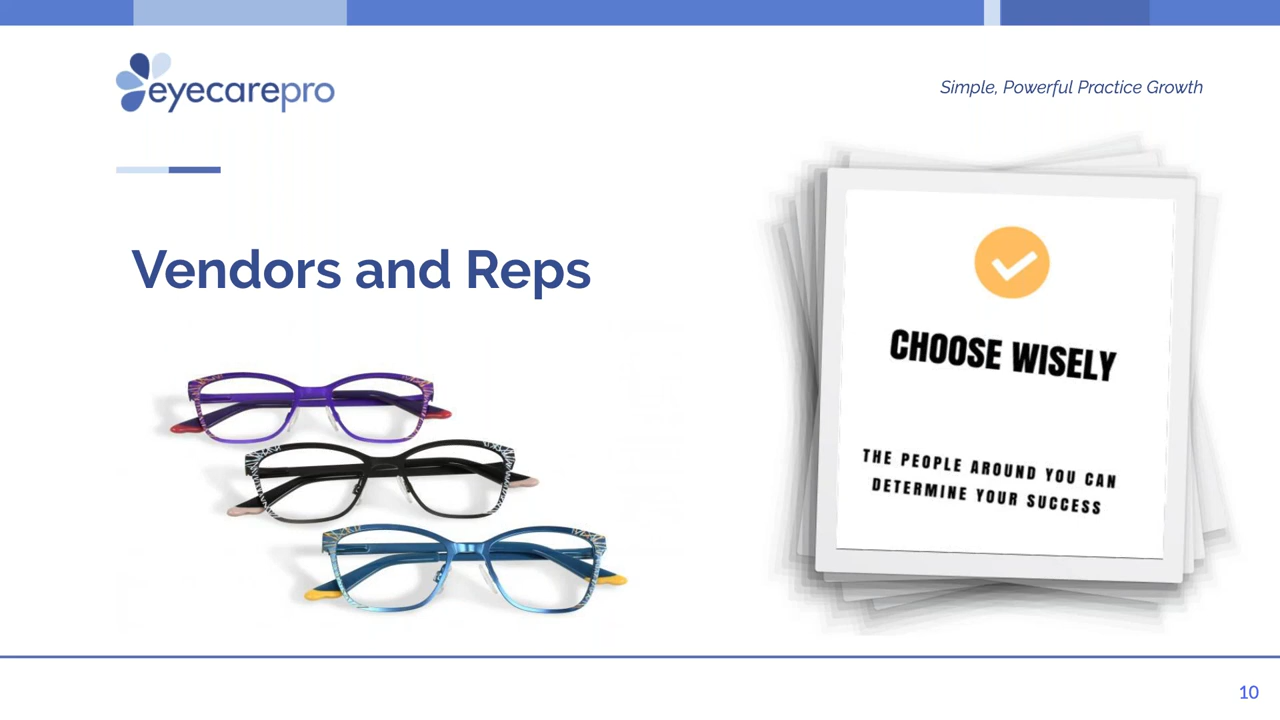 eyecarepro
Simple, Powerful Practice Growth
Vendors and Reps
CHOOSE WISELY
THE PEOPLE AROUND YOU CAN
DETERMINE YOUR SUCCESS
10